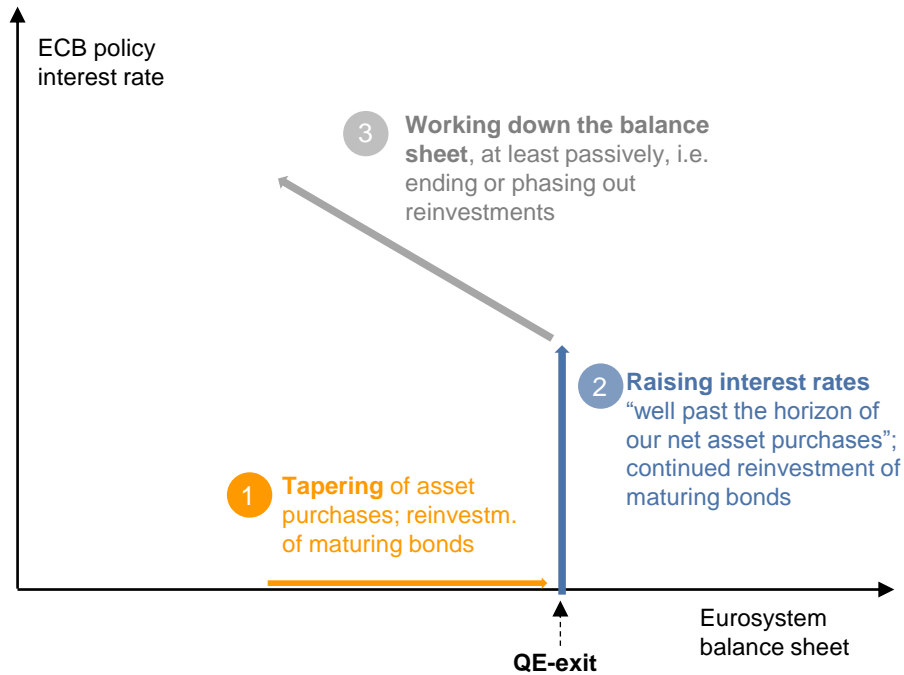 ECB policy
interest rate
3
Working down the balance
sheet, at least passively, i.e.
ending or phasing out
reinvestments
2
Raising interest rates
“well past the horizon of
our net asset purchases”;
continued reinvestment of
maturing bonds
1
Tapering of asset
purchases; reinvestm.
of maturing bonds
Eurosystem
balance sheet
QE-exit